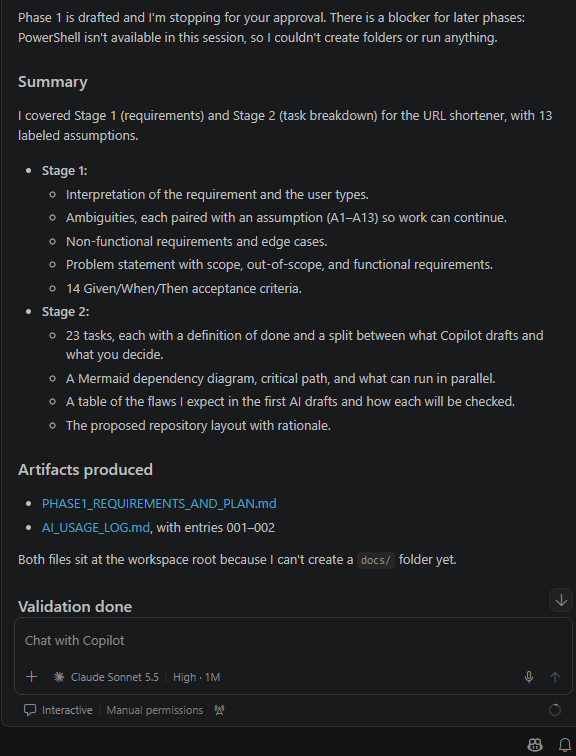 Phase 1 is drafted and I'm stopping for your approval. There is a blocker for later phases:
PowerShell isn't available in this session, so I couldn't create folders or run anything.
Summary
I covered Stage 1 (requirements) and Stage 2 (task breakdown) for the URL shortener, with 13
labeled assumptions.
• Stage 1:
○ Interpretation of the requirement and the user types.
○ Ambiguities, each paired with an assumption (A1–A13) so work can continue.
○ Non-functional requirements and edge cases.
○ Problem statement with scope, out-of-scope, and functional requirements.
○ 14 Given/When/Then acceptance criteria.
• Stage 2:
○ 23 tasks, each with a definition of done and a split between what Copilot drafts and
what you decide.
○ A Mermaid dependency diagram, critical path, and what can run in parallel.
○ A table of the flaws I expect in the first AI drafts and how each will be checked.
○ The proposed repository layout with rationale.
Artifacts produced
• PHASE1_REQUIREMENTS_AND_PLAN.md
• AI_USAGE_LOG.md, with entries 001–002
Both files sit at the workspace root because I can't create a docs/ folder yet.
Validation done
Chat with Copilot
Claude Sonnet 5.5 High · 1M
Interactive Manual permissions